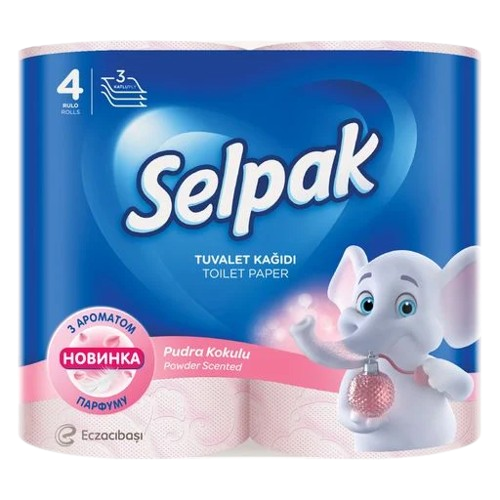 4
RULO
ROLLS
3
KATLI/PLY
Selpak
TUVALET KAĞIDI
TOILET PAPER
З АРОМАТОМ
НОВИНКА
ПАРФУМУ
Pudra Kokulu
Powder Scented
Eczacıbaşı